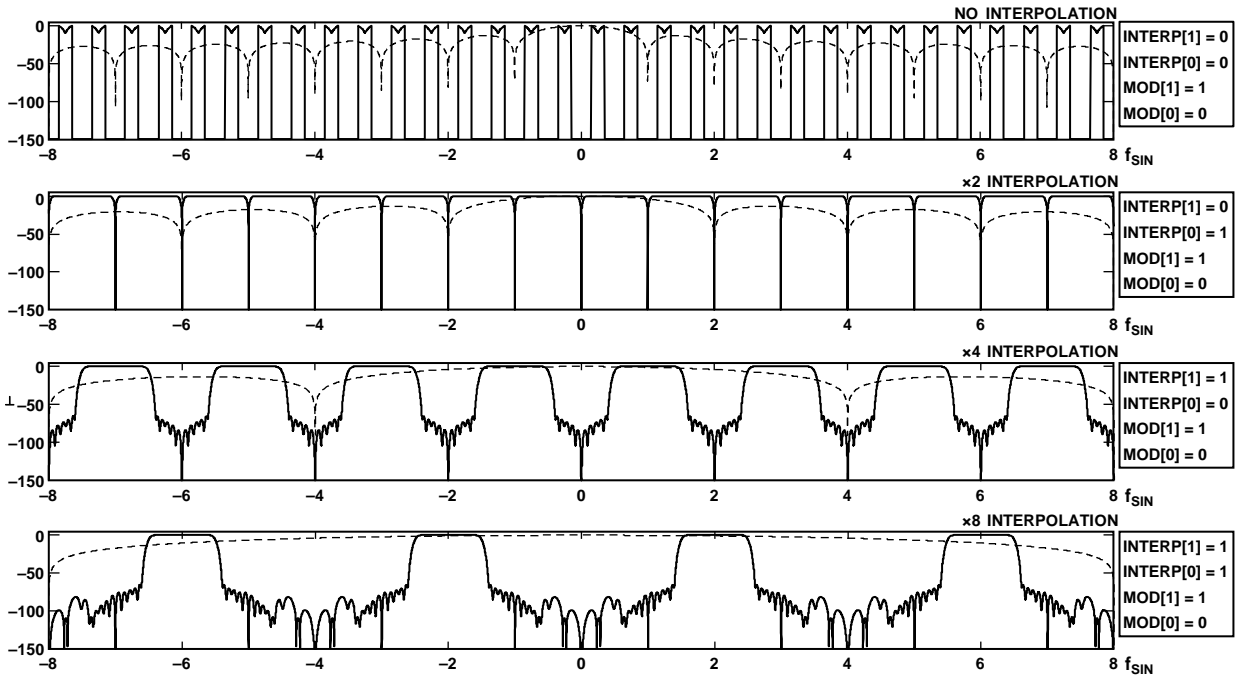 NO INTERPOLATION
0
–50
–100
–150
–8 –6 –4 –2 0 2 4 6 8 fSIN
INTERP[1] = 0
INTERP[0] = 0
MOD[1] = 1
MOD[0] = 0
×2 INTERPOLATION
0
–50
–100
–150
–8 –6 –4 –2 0 2 4 6 8 fSIN
INTERP[1] = 0
INTERP[0] = 1
MOD[1] = 1
MOD[0] = 0
×4 INTERPOLATION
0
–50
–100
–150
–8 –6 –4 –2 0 2 4 6 8 fSIN
INTERP[1] = 1
INTERP[0] = 0
MOD[1] = 1
MOD[0] = 0
×8 INTERPOLATION
0
–50
–100
–150
–8 –6 –4 –2 0 2 4 6 8 fSIN
INTERP[1] = 1
INTERP[0] = 1
MOD[1] = 1
MOD[0] = 0